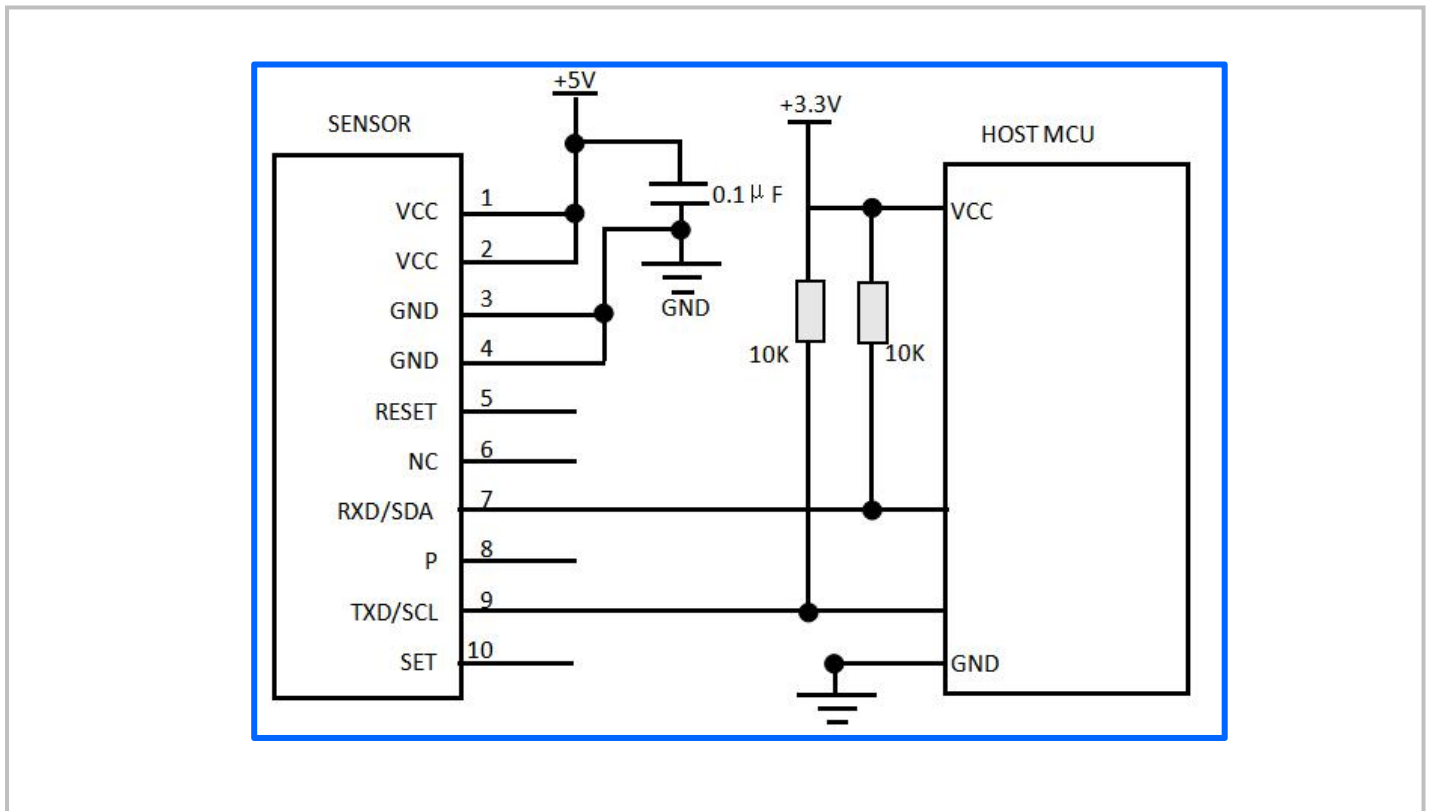 +5V
+3.3V
SENSOR
HOST MCU
VCC 1
0.1μF
VCC
VCC 2
GND 3
GND
GND 4
10K
10K
RESET 5
NC 6
RXD/SDA 7
P 8
TXD/SCL 9
SET 10
GND